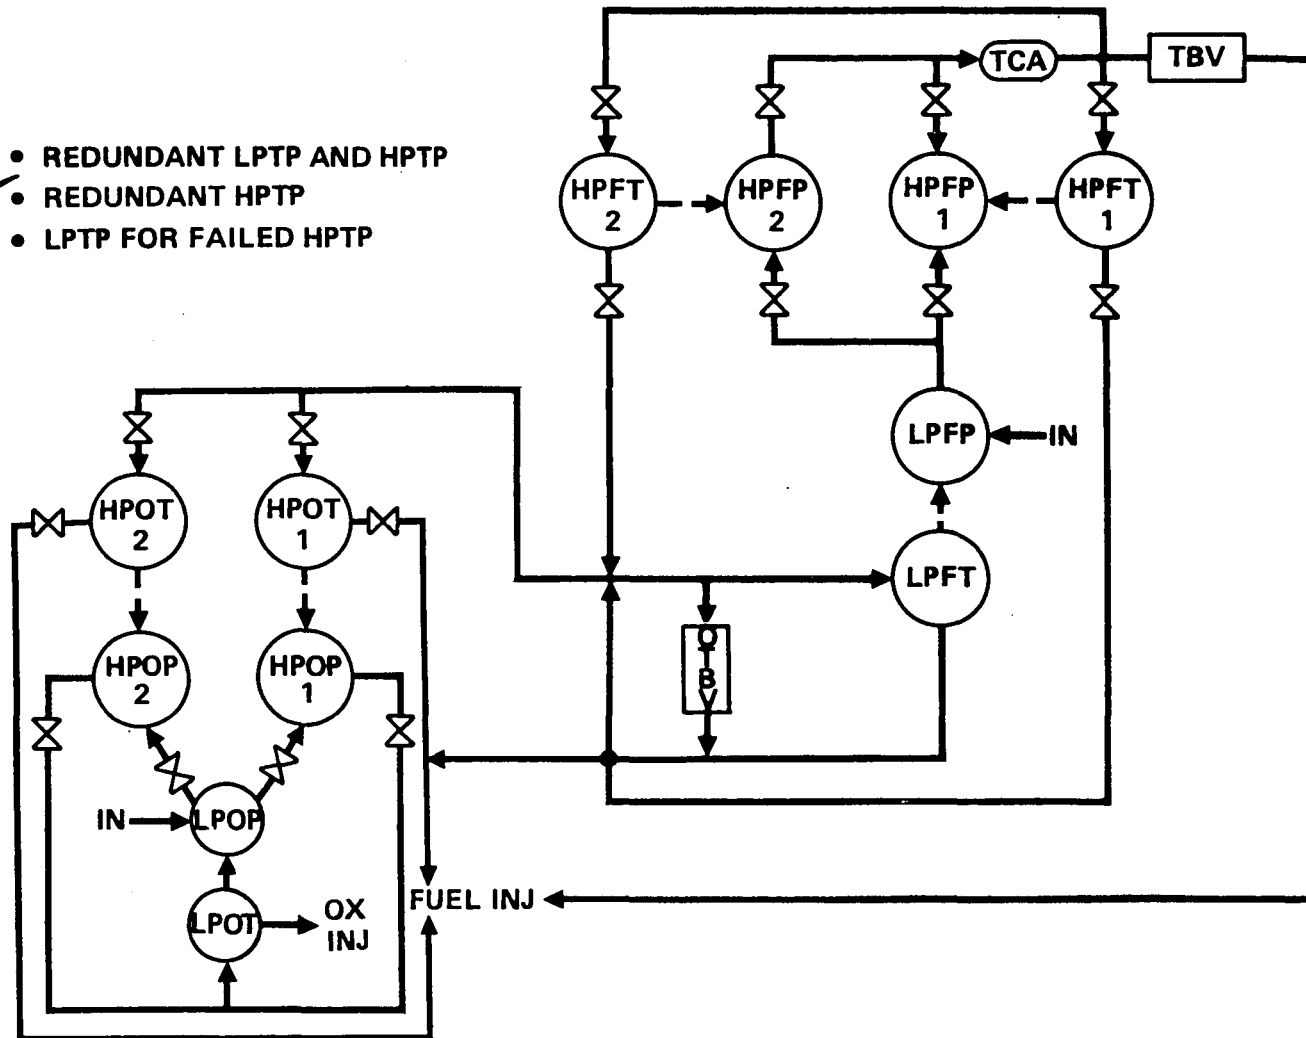 TCA
TBV
• REDUNDANT LPTP AND HPTP
• REDUNDANT HPTP
• LPTP FOR FAILED HPTP
HPFT
2
HPFP
2
HPFP
1
HPFT
1
LPFP
IN
HPOT
2
HPOT
1
LPFT
O
T
B
V
HPOP
2
HPOP
1
IN
LPOP
LPOT
OX
INJ
FUEL INJ